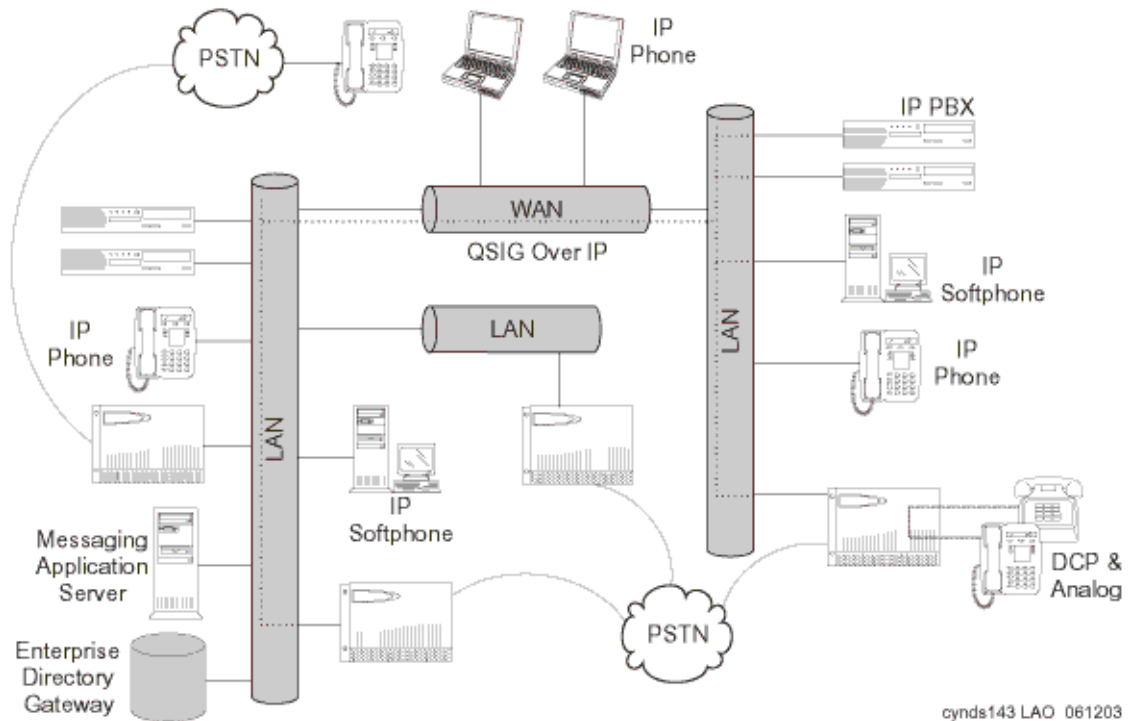 PSTN
IP
Phone
IP PBX
WAN
QSIG Over IP
IP
Softphone
IP
Phone
LAN
LAN
IP
Phone
LAN
IP
Softphone
Messaging
Application
Server
DCP &
Analog
PSTN
Enterprise
Directory
Gateway
cynds143 LAO 061203